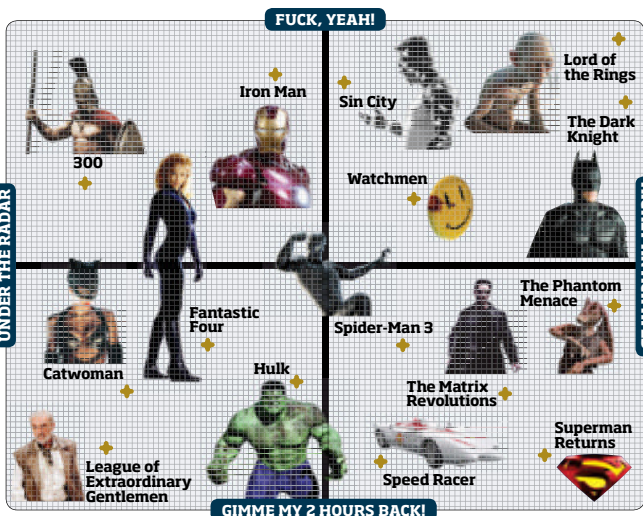 FUCK, YEAH!
Iron Man
Sin City
Lord of
the Rings
The Dark
Knight
300
Watchmen
UNDER THE RADAR
Fantastic
Four
Spider-Man 3
The Phantom
Menace
Catwoman
Hulk
The Matrix
Revolutions
League of
Extraordinary
Gentlemen
Speed Racer
Superman
Returns
GIMME MY 2 HOURS BACK!